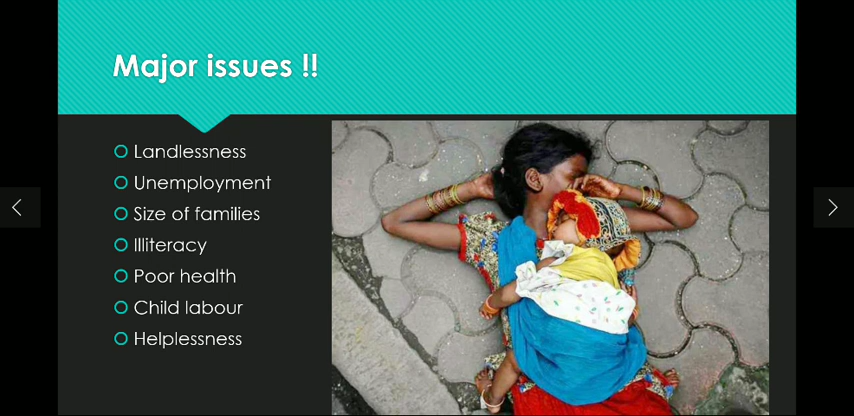 Major issues !!
Landlessness
Unemployment
Size of families
Illiteracy
Poor health
Child labour
Helplessness